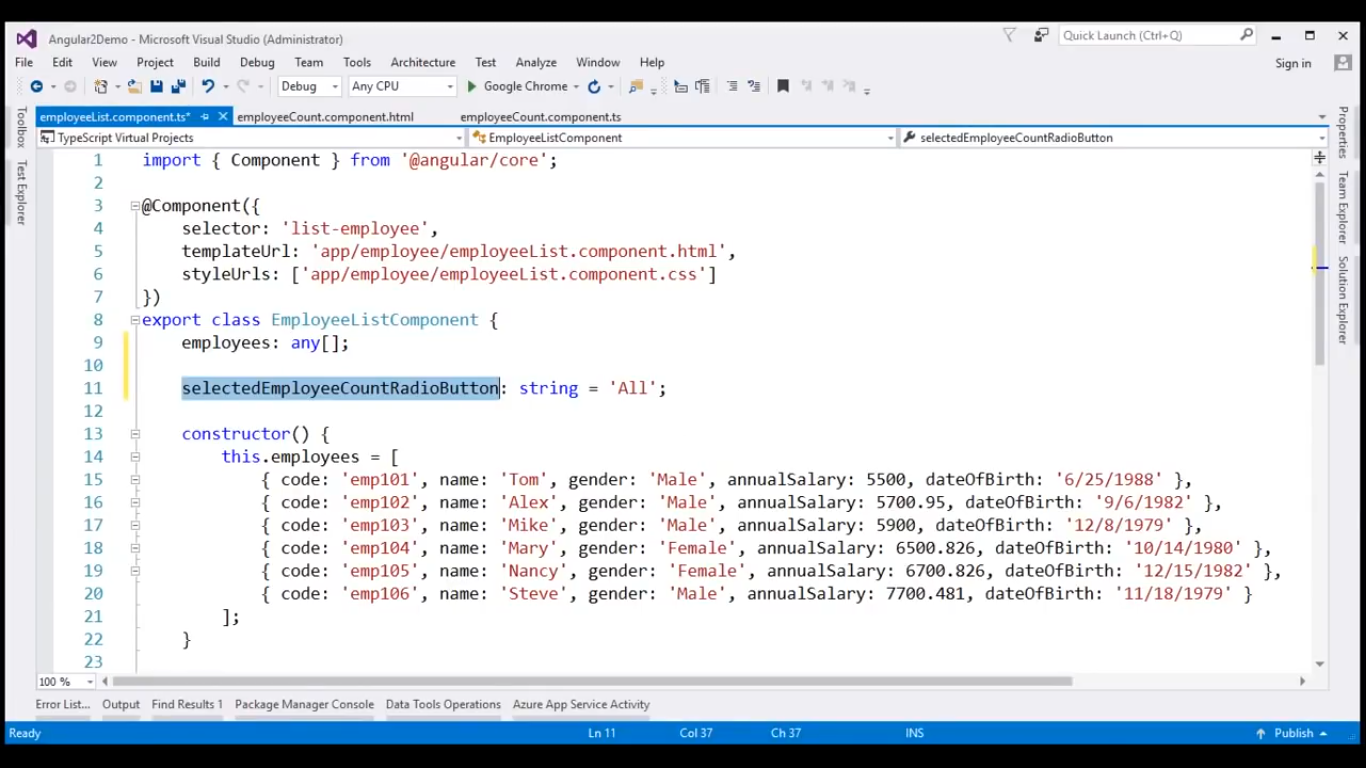 Angular2Demo - Microsoft Visual Studio (Administrator)
Quick Launch (Ctrl+Q)
File Edit View Project Build Debug Team Tools Architecture Test Analyze Window Help
Sign in
Debug Any CPU Google Chrome
employeeList.component.ts* employeeCount.component.html employeeCount.component.ts
TypeScript Virtual Projects EmployeeListComponent selectedEmployeeCountRadioButton
Toolbox
Test Explorer
Properties
Team Explorer
Solution Explorer
1 import { Component } from '@angular/core';
2
3 @Component({
4 selector: 'list-employee',
5 templateUrl: 'app/employee/employeeList.component.html',
6 styleUrls: ['app/employee/employeeList.component.css']
7 })
8 export class EmployeeListComponent {
9 employees: any[];
10
11 selectedEmployeeCountRadioButton: string = 'All';
12
13 constructor() {
14 this.employees = [
15 { code: 'emp101', name: 'Tom', gender: 'Male', annualSalary: 5500, dateOfBirth: '6/25/1988' },
16 { code: 'emp102', name: 'Alex', gender: 'Male', annualSalary: 5700.95, dateOfBirth: '9/6/1982' },
17 { code: 'emp103', name: 'Mike', gender: 'Male', annualSalary: 5900, dateOfBirth: '12/8/1979' },
18 { code: 'emp104', name: 'Mary', gender: 'Female', annualSalary: 6500.826, dateOfBirth: '10/14/1980' },
19 { code: 'emp105', name: 'Nancy', gender: 'Female', annualSalary: 6700.826, dateOfBirth: '12/15/1982' },
20 { code: 'emp106', name: 'Steve', gender: 'Male', annualSalary: 7700.481, dateOfBirth: '11/18/1979' }
21 ];
22 }
23
100 %
Error List... Output Find Results 1 Package Manager Console Data Tools Operations Azure App Service Activity
Ready Ln 11 Col 37 Ch 37 INS Publish